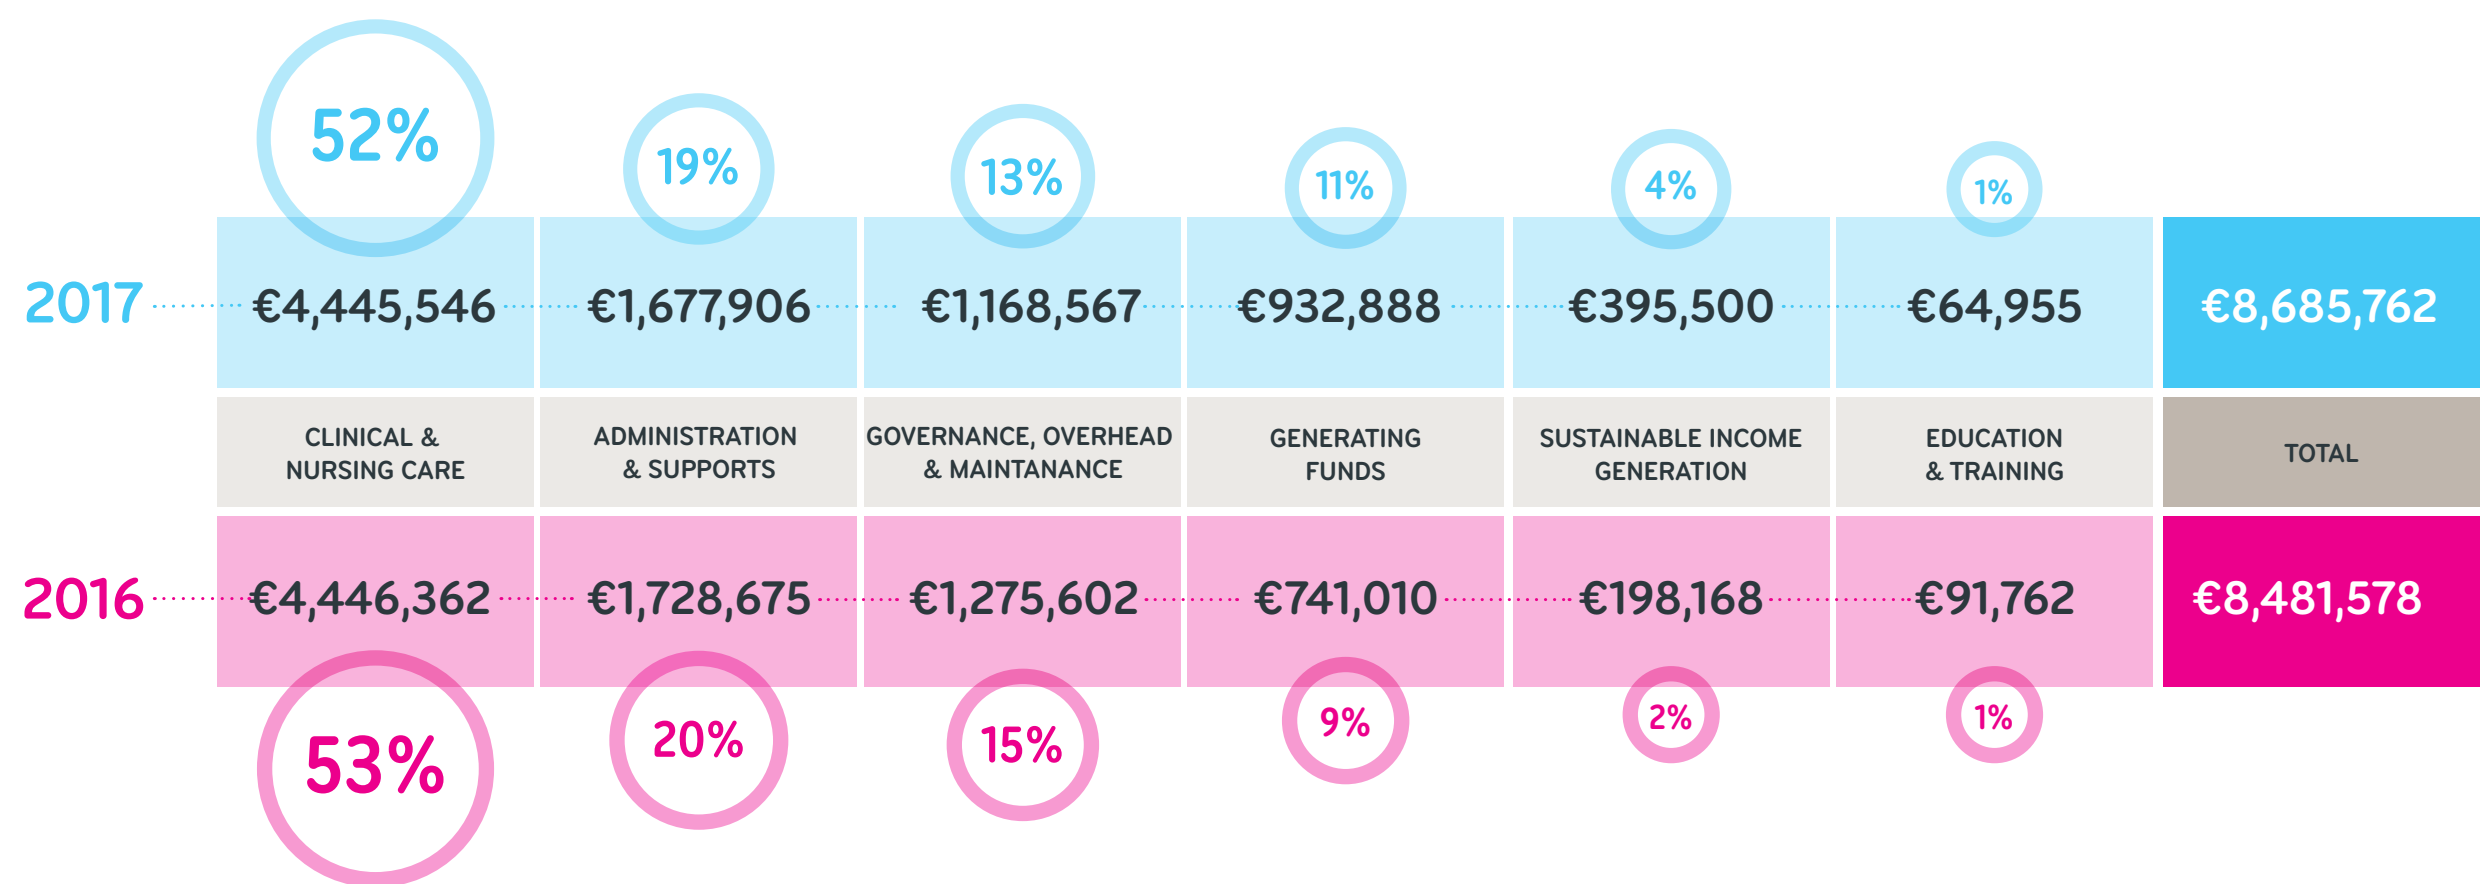 52%
19%
13%
11%
4%
1%
2017 €4,445,546 €1,677,906 €1,168,567 €932,888 €395,500 €64,955 €8,685,762
CLINICAL &
NURSING CARE
ADMINISTRATION
& SUPPORTS
GOVERNANCE, OVERHEAD
& MAINTANANCE
GENERATING
FUNDS
SUSTAINABLE INCOME
GENERATION
EDUCATION
& TRAINING
TOTAL
2016 €4,446,362 €1,728,675 €1,275,602 €741,010 €198,168 €91,762 €8,481,578
53%
20%
15%
9%
2%
1%